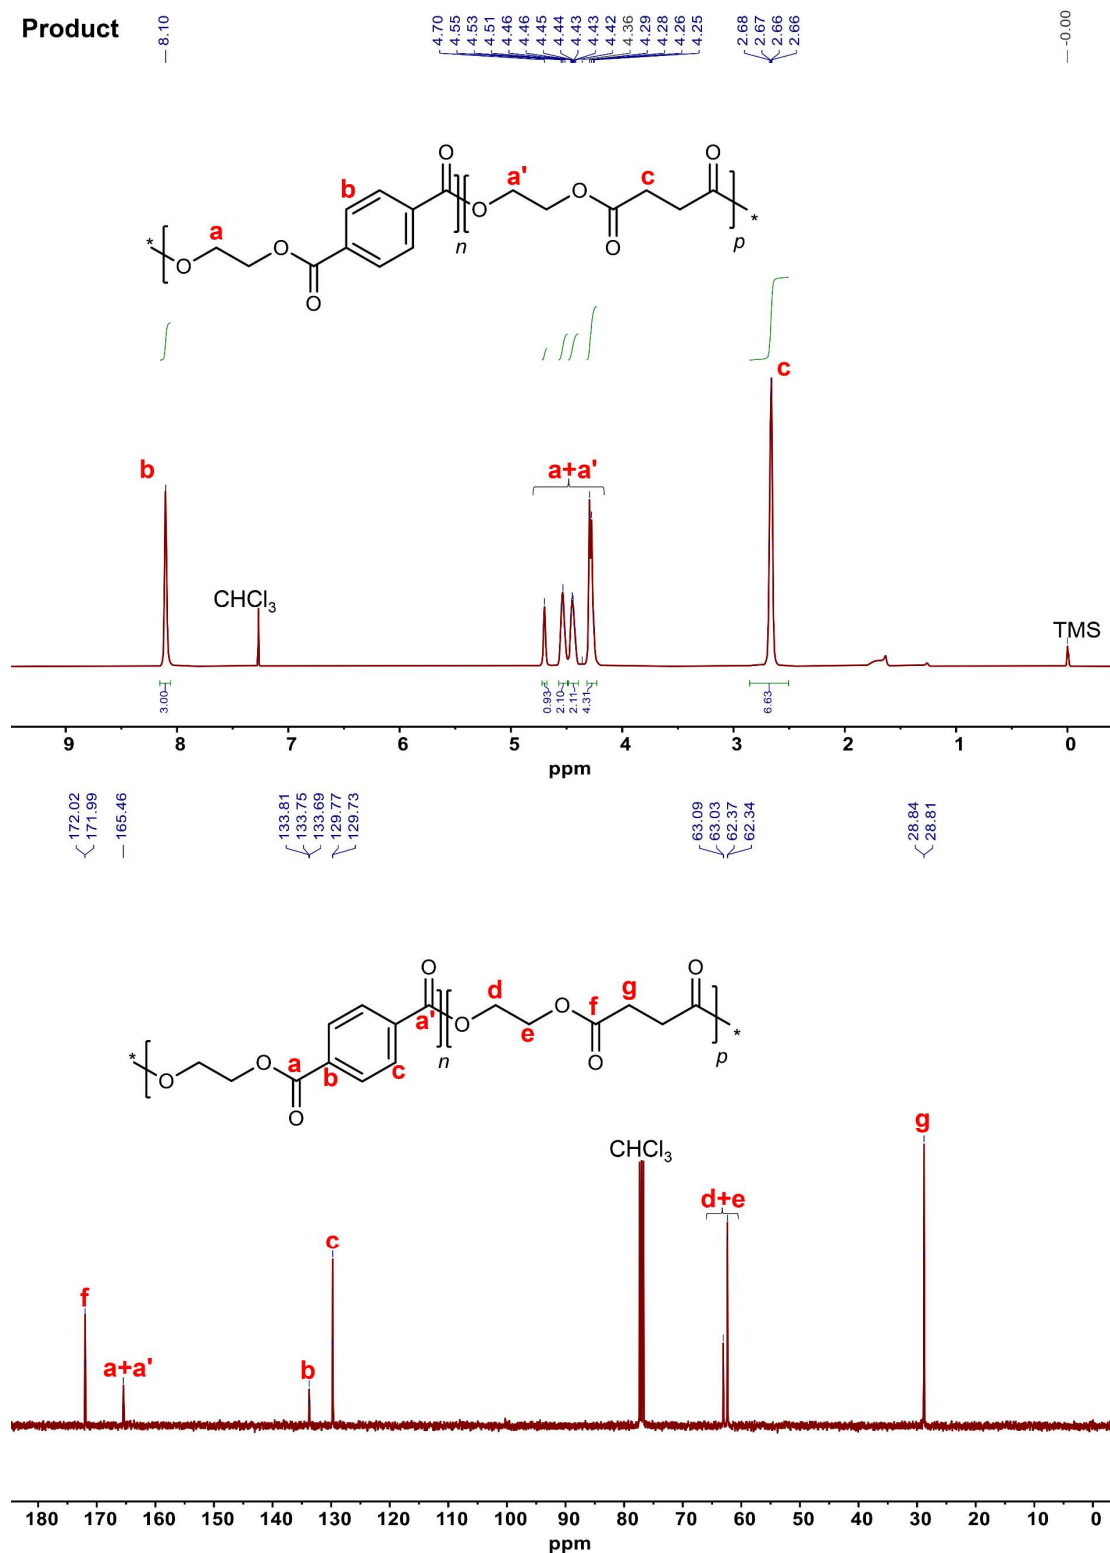 Product
8.10
4.70
4.55
4.53
4.51
4.46
4.46
4.45
4.44
4.43
4.43
4.42
4.36
4.29
4.28
4.26
4.25
2.68
2.67
2.66
2.66
-0.00
O
b a' O c O
O *
n O p
* a O
O
O
c
b a+a'
CHCl3
TMS
3.00
0.93
2.10
2.11
4.31
6.63
9 8 7 6 5 4 3 2 1 0
ppm
172.02
171.99
165.46
133.81
133.75
133.69
129.77
129.73
63.09
63.03
62.37
62.34
28.84
28.81
O d O f g O
a' O e *
* O a b c n O p
O
O
g
CHCl3
d+e
c
f
a+a' b
180 170 160 150 140 130 120 110 100 90 80 70 60 50 40 30 20 10 0
ppm